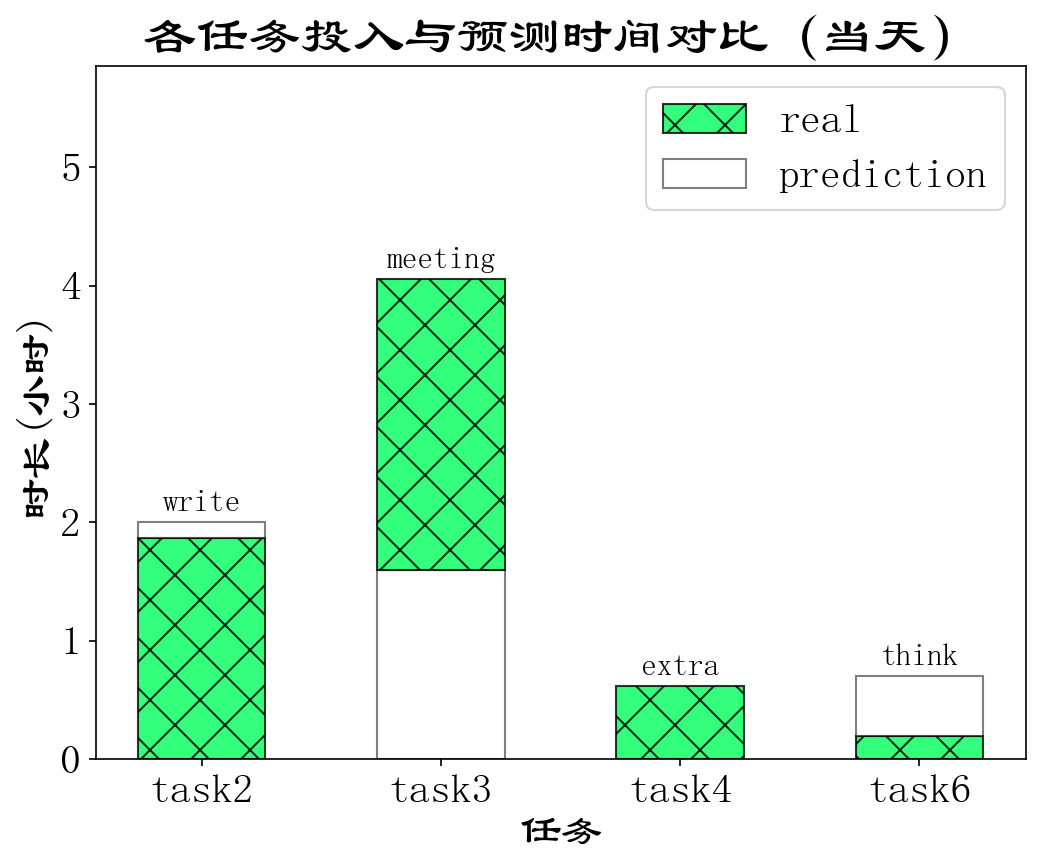 各任务投入与预测时间对比 (当天)
real
prediction
时长(小时)
5
4
3
2
1
0
write
meeting
extra
think
task2 task3 task4 task6
任务